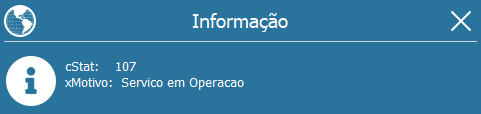 Informação
cStat: 107
xMotivo: Servico em Operacao